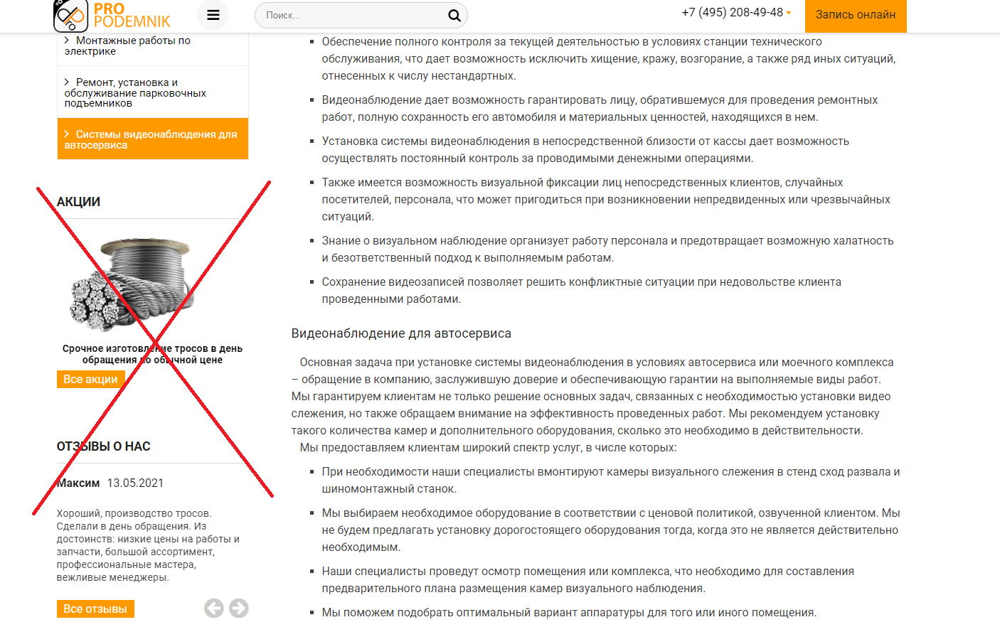 PRO
PODEMNIK
Поиск...
+7 (495) 208-49-48
Запись онлайн
Монтажные работы по
электрике
Ремонт, установка и
обслуживание парковочных
подъемников
Системы видеонаблюдения для
автосервиса
АКЦИИ
Срочное изготовление тросов в день
обращения по обычной цене
Все акции
ОТЗЫВЫ О НАС
Максим 13.05.2021
Хороший, производство тросов.
Сделали в день обращения. Из
достоинств: низкие цены на работы и
запчасти, большой ассортимент,
профессиональные мастера,
вежливые менеджеры.
Все отзывы
Обеспечение полного контроля за текущей деятельностью в условиях станции технического
обслуживания, что дает возможность исключить хищение, кражу, возгорание, а также ряд иных ситуаций,
отнесенных к числу нестандартных.
Видеонаблюдение дает возможность гарантировать лицу, обратившемуся для проведения ремонтных
работ, полную сохранность его автомобиля и материальных ценностей, находящихся в нем.
Установка системы видеонаблюдения в непосредственной близости от кассы дает возможность
осуществлять постоянный контроль за проводимыми денежными операциями.
Также имеется возможность визуальной фиксации лиц непосредственных клиентов, случайных
посетителей, персонала, что может пригодиться при возникновении непредвиденных или чрезвычайных
ситуаций.
Знание о визуальном наблюдение организует работу персонала и предотвращает возможную халатность
и безответственный подход к выполняемым работам.
Сохранение видеозаписей позволяет решить конфликтные ситуации при недовольстве клиента
проведенными работами.
Видеонаблюдение для автосервиса
Основная задача при установке системы видеонаблюдения в условиях автосервиса или моечного комплекса
– обращение в компанию, заслужившую доверие и обеспечивающую гарантии на выполняемые виды работ.
Мы гарантируем клиентам не только решение основных задач, связанных с необходимостью установки видео
слежения, но также обращаем внимание на эффективность проведенных работ. Мы рекомендуем установку
такого количества камер и дополнительного оборудования, сколько это необходимо в действительности.
Мы предоставляем клиентам широкий спектр услуг, в числе которых:
При необходимости наши специалисты вмонтируют камеры визуального слежения в стенд сход развала и
шиномонтажный станок.
Мы выбираем необходимое оборудование в соответствии с ценовой политикой, озвученной клиентом. Мы
не будем предлагать установку дорогостоящего оборудования тогда, когда это не является действительно
необходимым.
Наши специалисты проведут осмотр помещения или комплекса, что необходимо для составления
предварительного плана размещения камер визуального наблюдения.
Мы поможем подобрать оптимальный вариант аппаратуры для того или иного помещения.